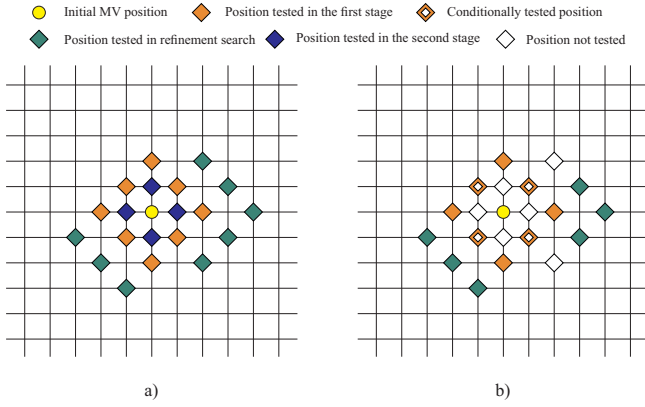 Initial MV position Position tested in the first stage Conditionally tested position
Position tested in refinement search Position tested in the second stage Position not tested
a) b)